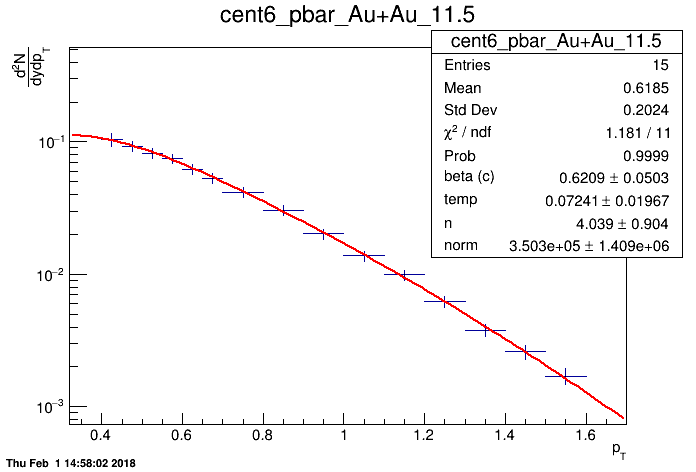 cent6_pbar_Au+Au_11.5
cent6_pbar_Au+Au_11.5
Entries 15
Mean 0.6185
Std Dev 0.2024
χ² / ndf 1.181 / 11
Prob 0.9999
beta (c) 0.6209 ± 0.0503
temp 0.07241 ± 0.01967
n 4.039 ± 0.904
norm 3.503e+05 ± 1.409e+06
d²N
dydp_T
10⁻¹
10⁻²
10⁻³
0.4 0.6 0.8 1 1.2 1.4 1.6
p_T
Thu Feb 1 14:58:02 2018